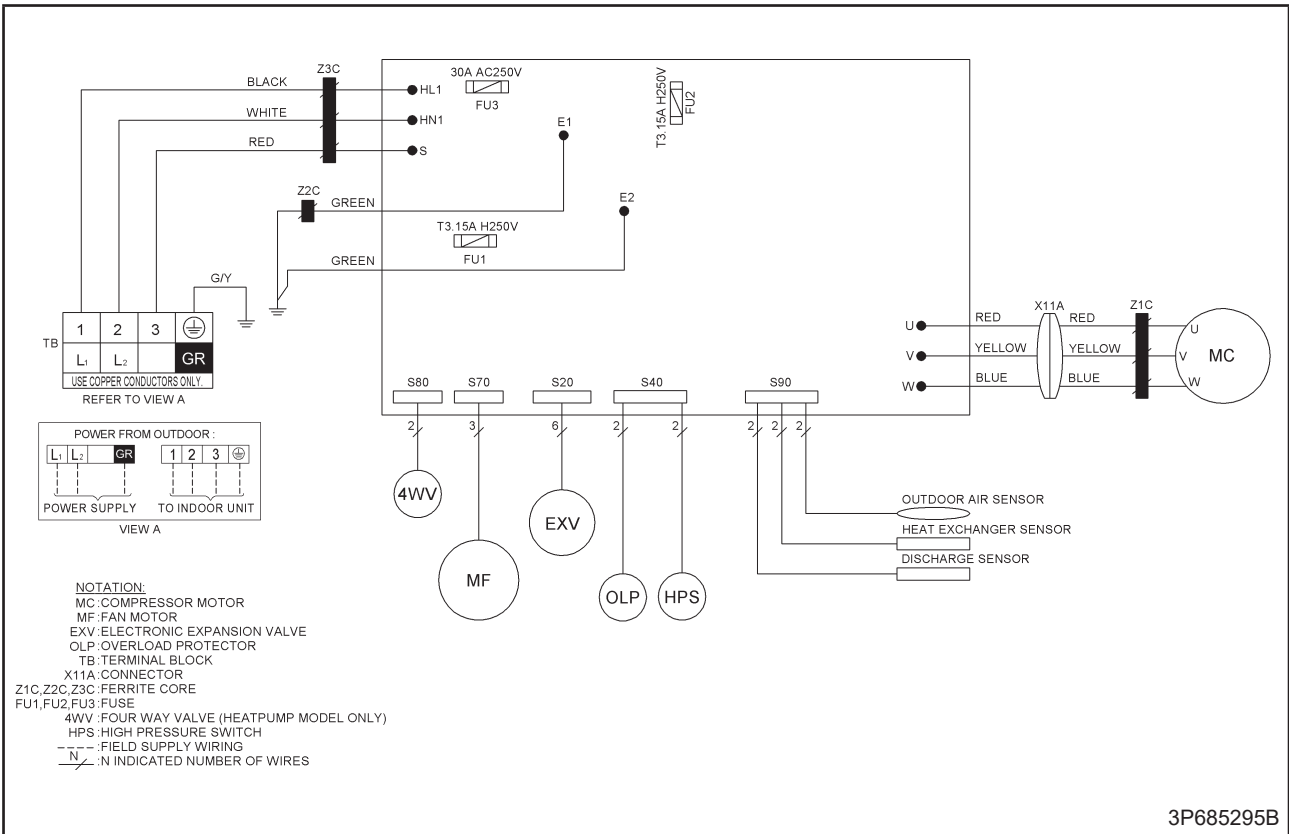 Z3C
BLACK
HL1
WHITE
HN1
RED
S
30A AC250V
FU3
T3.15A H250V
FU2
E1
E2
Z2C
GREEN
T3.15A H250V
FU1
GREEN
G/Y
TB
1 2 3
L1 L2 GR
USE COPPER CONDUCTORS ONLY.
REFER TO VIEW A
POWER FROM OUTDOOR :
L1 L2 GR 1 2 3
POWER SUPPLY TO INDOOR UNIT
VIEW A
X11A Z1C
U RED RED U
V YELLOW YELLOW V MC
W BLUE BLUE W
S80 S70 S20 S40 S90
2 3 6 2 2 2 2 2
4WV
MF
EXV
OLP HPS
OUTDOOR AIR SENSOR
HEAT EXCHANGER SENSOR
DISCHARGE SENSOR
NOTATION:
MC :COMPRESSOR MOTOR
MF :FAN MOTOR
EXV :ELECTRONIC EXPANSION VALVE
OLP :OVERLOAD PROTECTOR
TB :TERMINAL BLOCK
X11A :CONNECTOR
Z1C,Z2C,Z3C :FERRITE CORE
FU1,FU2,FU3 :FUSE
4WV :FOUR WAY VALVE (HEATPUMP MODEL ONLY)
HPS :HIGH PRESSURE SWITCH
---- :FIELD SUPPLY WIRING
N :N INDICATED NUMBER OF WIRES
3P685295B